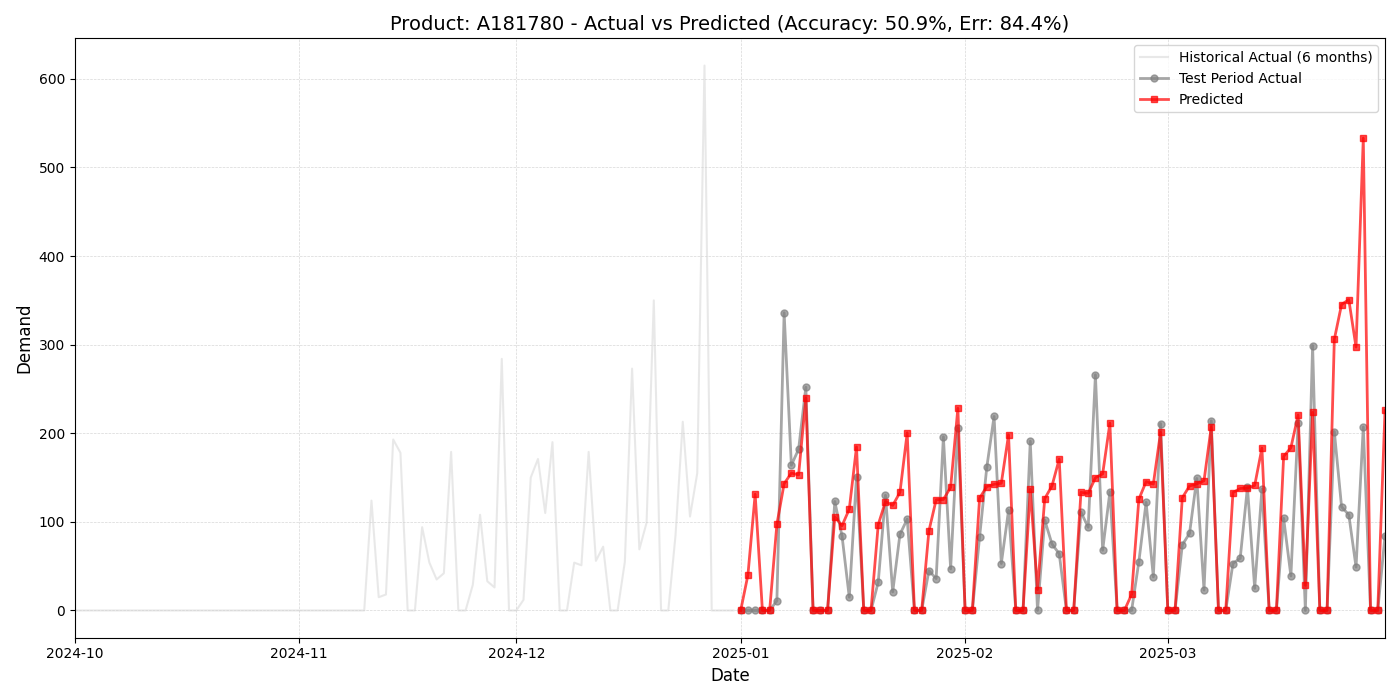 Product: A181780 - Actual vs Predicted (Accuracy: 50.9%, Err: 84.4%)
Historical Actual (6 months)
Test Period Actual
Predicted
600
500
400
300
200
100
0
Demand
2024-10
2024-11
2024-12
2025-01
2025-02
2025-03
Date